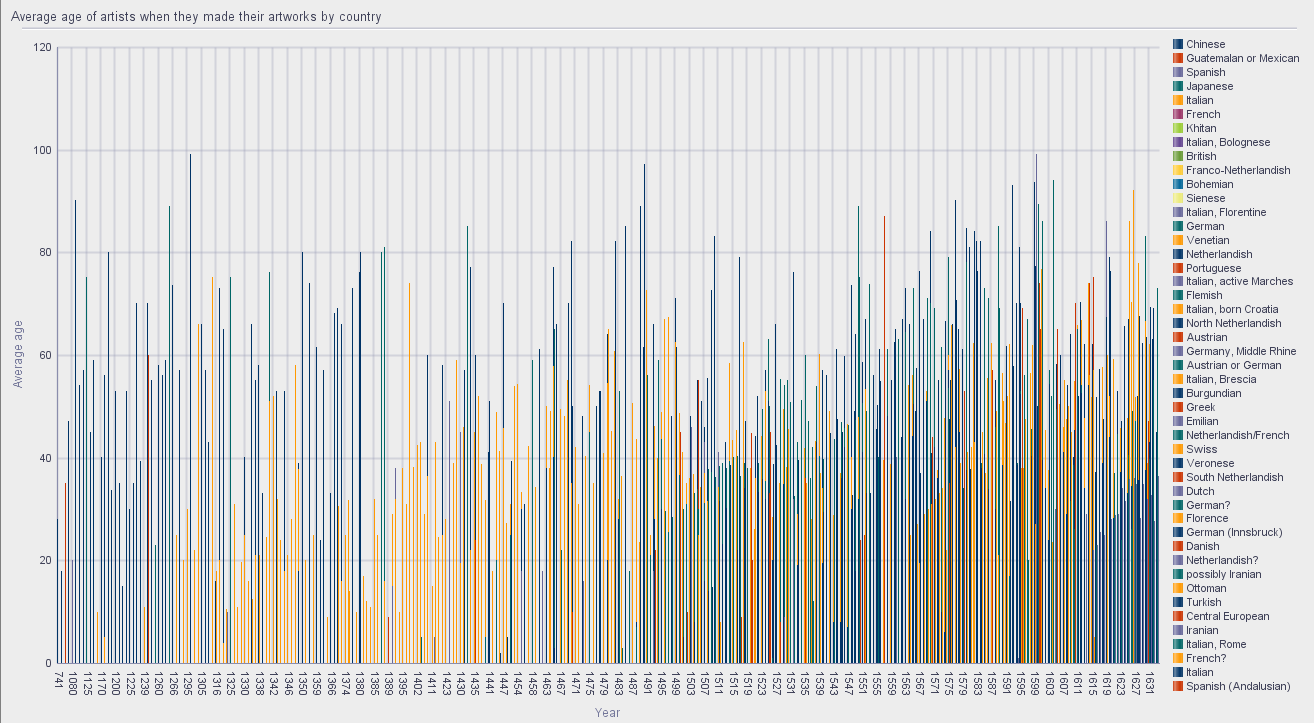 Average age of artists when they made their artworks by country
120
100
80
60
40
20
0
Average age
741 1080 1125 1170 1200 1225 1239 1260 1268 1295 1305 1316 1325 1330 1338 1342 1346 1350 1359 1366 1374 1385 1389 1395 1402 1411 1423 1430 1435 1441 1447 1454 1458 1463 1467 1471 1475 1479 1483 1487 1491 1495 1499 1503 1507 1511 1515 1519 1523 1527 1531 1535 1539 1543 1547 1551 1555 1559 1563 1567 1571 1575 1579 1583 1587 1591 1595 1599 1603 1607 1611 1615 1619 1623 1627 1631
Year
Chinese
Guatemalan or Mexican
Spanish
Japanese
Italian
French
Khitan
Italian, Bolognese
British
Franco-Netherlandish
Bohemian
Sienese
Italian, Florentine
German
Venetian
Netherlandish
Portuguese
Italian, active Marches
Flemish
Italian, born Croatia
North Netherlandish
Austrian
Germany, Middle Rhine
Austrian or German
Italian, Brescia
Burgundian
Greek
Emilian
Netherlandish/French
Swiss
Veronese
South Netherlandish
Dutch
German?
Florence
German (Innsbruck)
Danish
Netherlandish?
possibly Iranian
Ottoman
Turkish
Central European
Iranian
Italian, Rome
French?
Italian
Spanish (Andalusian)